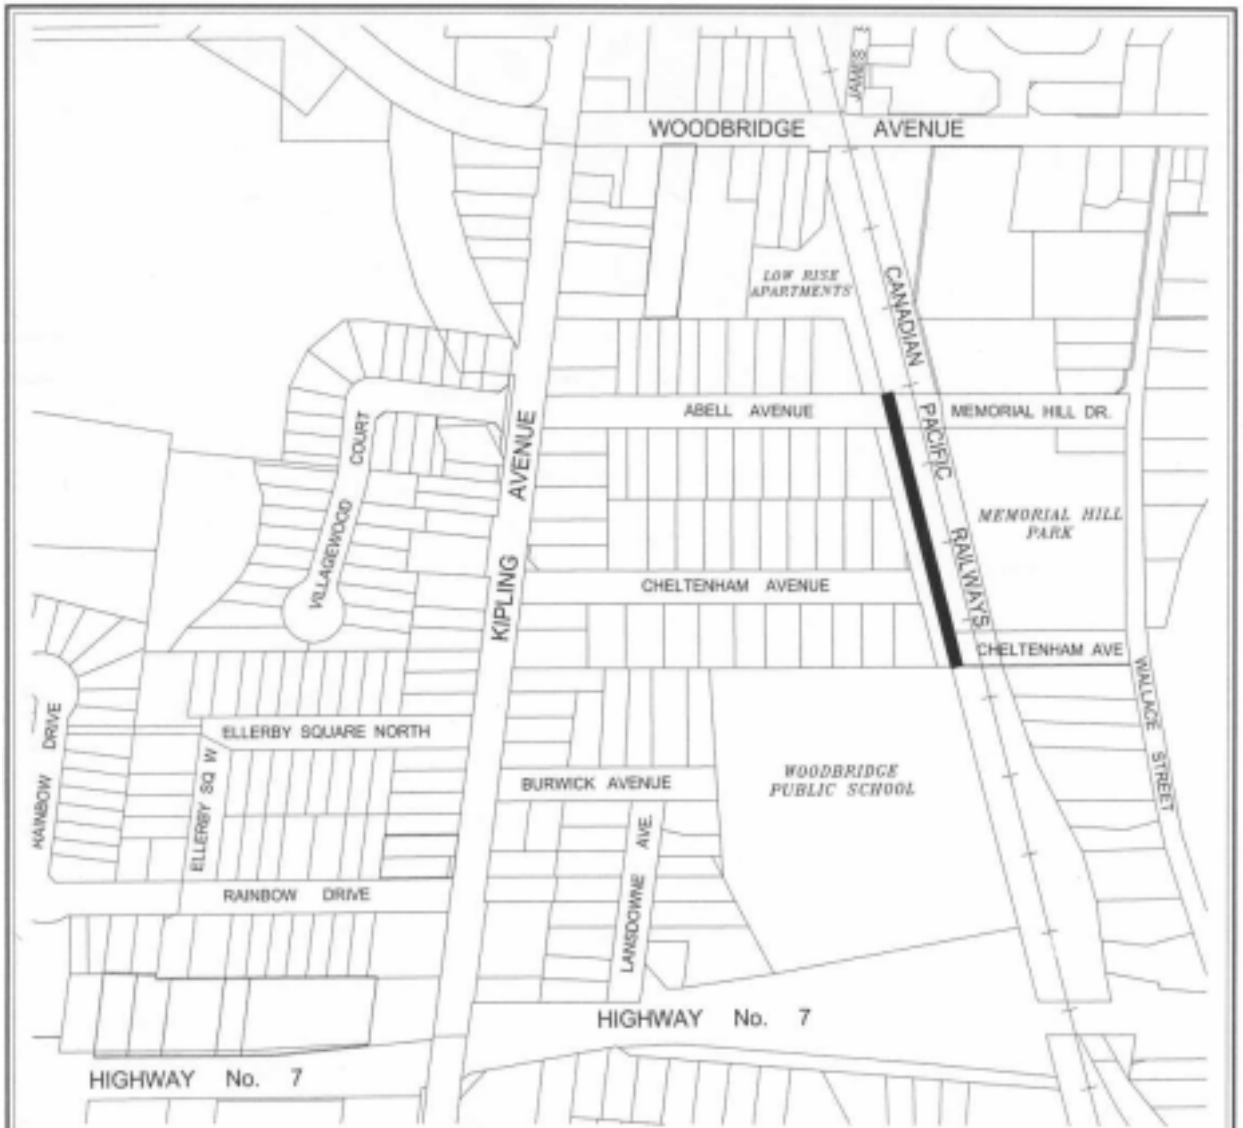 JAMES
WOODBRIDGE AVENUE
LOW RISE
APARTMENTS
CANADIAN PACIFIC RAILWAYS
ABELL AVENUE
MEMORIAL HILL DR.
VILLAGEWOOD COURT
KIPLING AVENUE
MEMORIAL HILL
PARK
CHELTENHAM AVENUE
CHELTENHAM AVE
WALLACE STREET
RAINBOW DRIVE
ELLERBY SQUARE NORTH
ELLERBY SQ W
BURWICK AVENUE
WOODBRIDGE
PUBLIC SCHOOL
LANSDOWNE AVE.
RAINBOW DRIVE
HIGHWAY No. 7
HIGHWAY No. 7